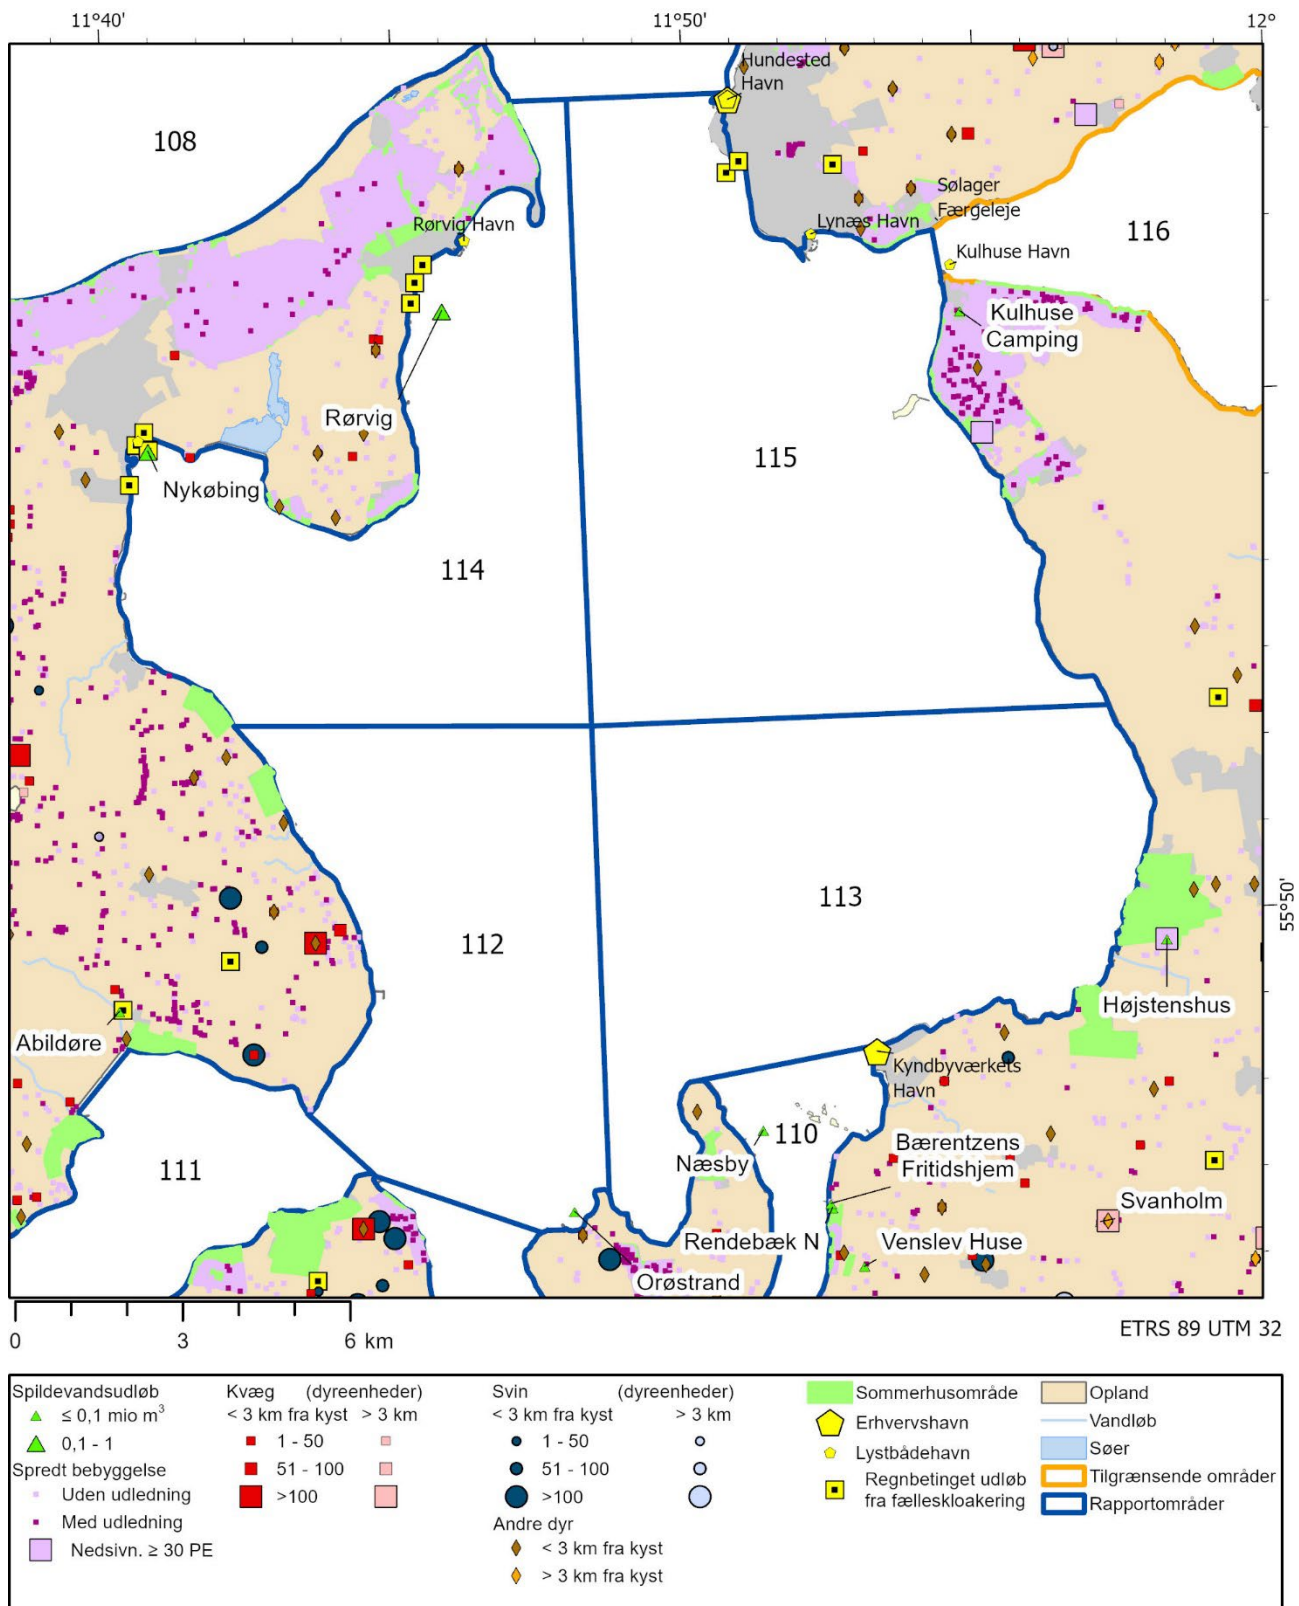 11°40'
11°50'
12°
Hundested
Havn
108
Sølager
Færgeleje
Rørvig Havn
Lynæs Havn
116
Kulhuse Havn
Kulhuse
Camping
Rørvig
115
Nykøbing
114
55°50'
113
112
Højstenshus
Abildøre
Kyndbyværkets
Havn
110
Bærentzens
Fritidshjem
Næsby
111
Svanholm
Rendebæk N
Venslev Huse
Orøstrand
0 3 6 km
ETRS 89 UTM 32
Spildevandsudløb
≤ 0,1 mio m³
0,1 - 1
Spredt bebyggelse
Uden udledning
Med udledning
Nedsivn. ≥ 30 PE
Kvæg (dyreenheder)
< 3 km fra kyst > 3 km
1 - 50
51 - 100
>100
Svin (dyreenheder)
< 3 km fra kyst > 3 km
1 - 50
51 - 100
>100
Andre dyr
< 3 km fra kyst
> 3 km fra kyst
Sommerhusområde
Erhvervshavn
Lystbådehavn
Regnbetinget udløb
fra fælleskloakering
Opland
Vandløb
Søer
Tilgrænsende områder
Rapportområder